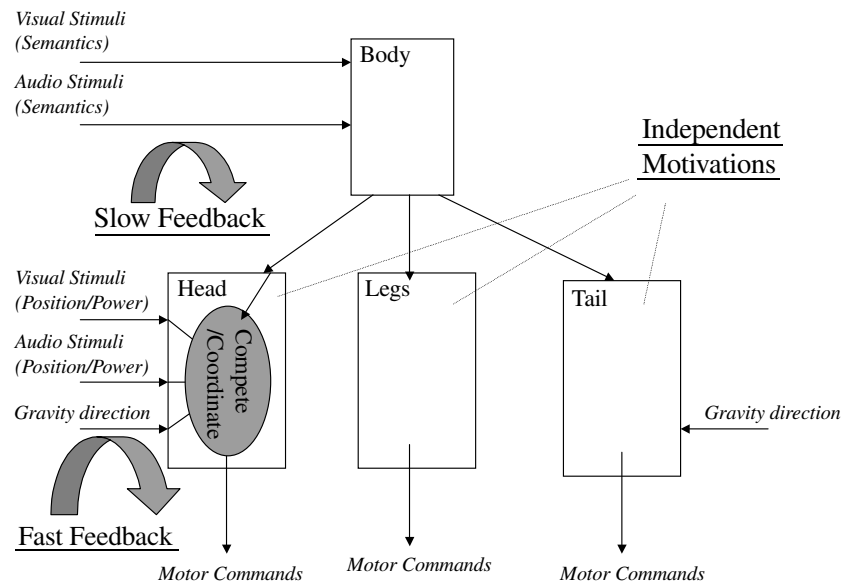 Visual Stimuli
(Semantics)
Body
Audio Stimuli
(Semantics)
Independent
Motivations
Slow Feedback
Visual Stimuli
(Position/Power)
Head
Legs
Tail
Compete
/Coordinate
Audio Stimuli
(Position/Power)
Gravity direction
Gravity direction
Fast Feedback
Motor Commands
Motor Commands
Motor Commands